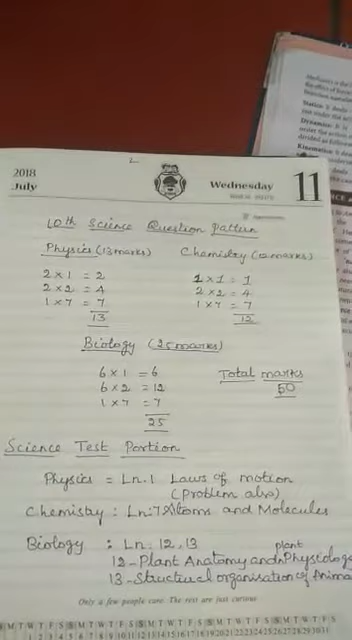 2018
July
Wednesday
11
10th Science Question pattern
Physics (13 marks) Chemistry (12 marks)
2 x 1 = 2 1 x 1 = 1
2 x 2 = 4 2 x 2 = 4
1 x 7 = 7 1 x 7 = 7
13 12
Biology (25 marks)
6 x 1 = 6 Total marks
6 x 2 = 12 50
1 x 7 = 7
25
Science Test Portion
Physics = Ln. 1 Laws of motion
(Problem also)
Chemistry : Ln: 7 Atoms and Molecules
Biology : Ln: 12, 13
12 - Plant Anatomy and plant Physiology
13 - Structural organisation of Animal
Only a few people care. The rest are just curious